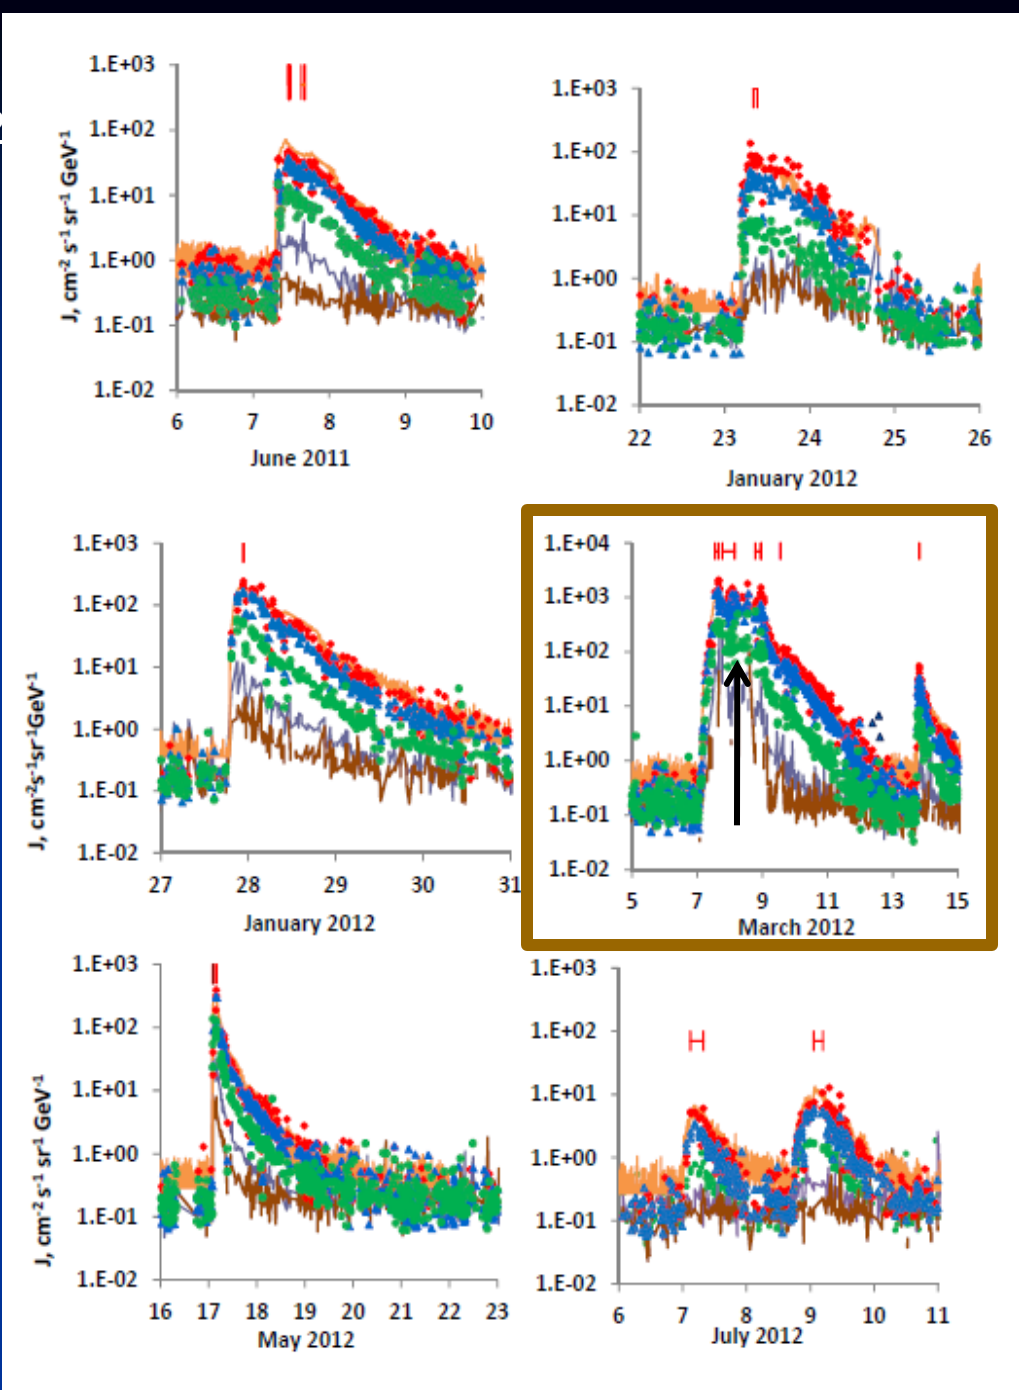 1.E+03
1.E+02
1.E+01
1.E+00
1.E-01
1.E-02
J, cm⁻² s⁻¹ sr⁻¹ GeV⁻¹
6 7 8 9 10
June 2011
1.E+03
1.E+02
1.E+01
1.E+00
1.E-01
1.E-02
22 23 24 25 26
January 2012
1.E+03
1.E+02
1.E+01
1.E+00
1.E-01
1.E-02
J, cm⁻²s⁻¹sr⁻¹GeV⁻¹
27 28 29 30 31
January 2012
1.E+04
1.E+03
1.E+02
1.E+01
1.E+00
1.E-01
1.E-02
5 7 9 11 13 15
March 2012
1.E+03
1.E+02
1.E+01
1.E+00
1.E-01
1.E-02
J, cm⁻² s⁻¹ sr⁻¹ GeV⁻¹
16 17 18 19 20 21 22 23
May 2012
1.E+03
1.E+02
1.E+01
1.E+00
1.E-01
1.E-02
6 7 8 9 10 11
July 2012